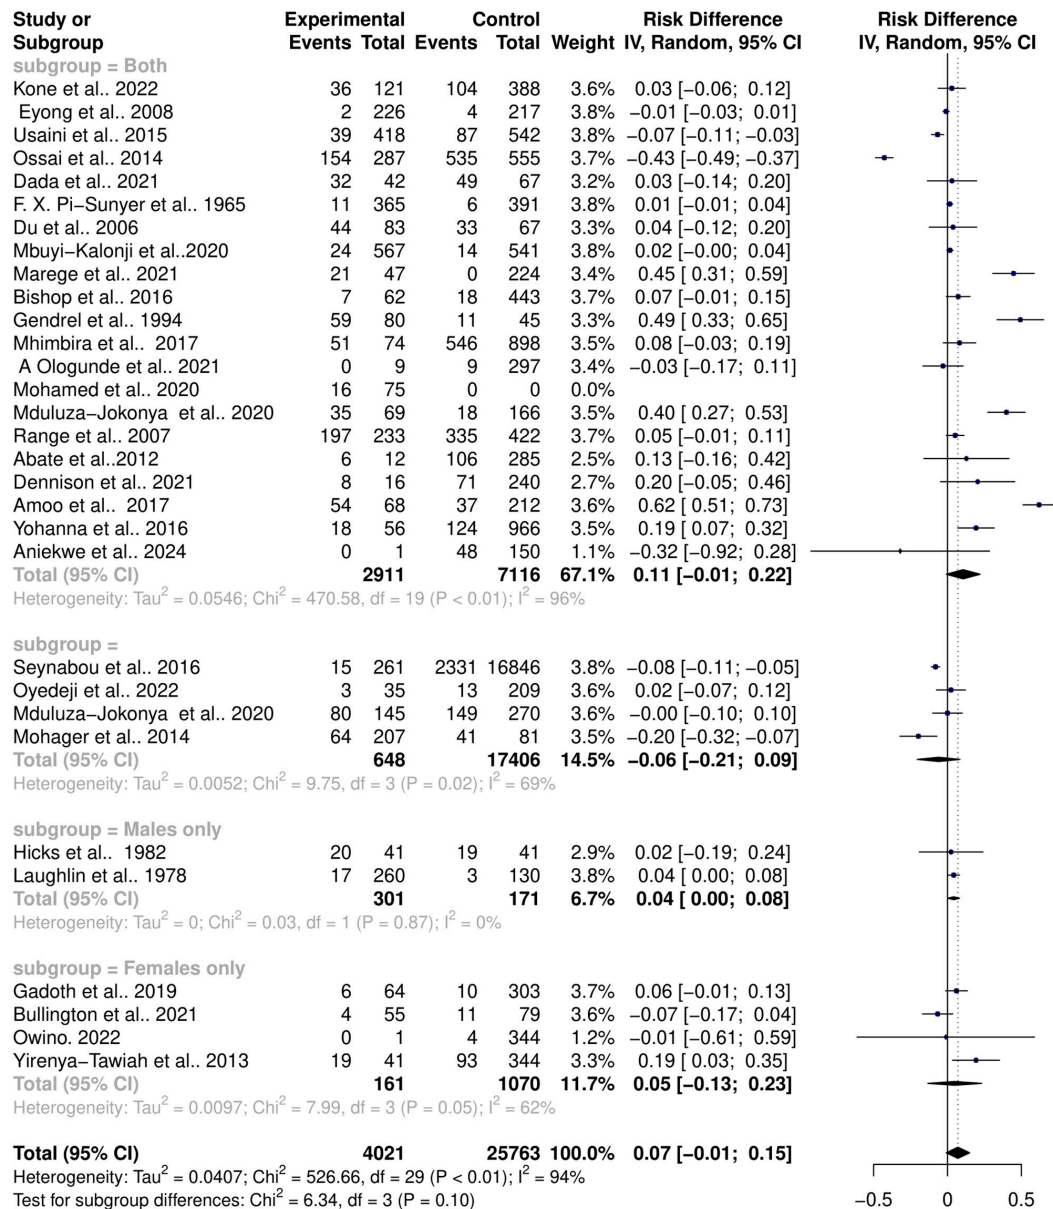 Study or Experimental Control Risk Difference Risk Difference
Subgroup Events Total Events Total Weight IV, Random, 95% CI IV, Random, 95% CI
subgroup = Both
Kone et al.. 2022 36 121 104 388 3.6% 0.03 [−0.06; 0.12]
Eyong et al.. 2008 2 226 4 217 3.8% −0.01 [−0.03; 0.01]
Usaini et al.. 2015 39 418 87 542 3.8% −0.07 [−0.11; −0.03]
Ossai et al.. 2014 154 287 535 555 3.7% −0.43 [−0.49; −0.37]
Dada et al.. 2021 32 42 49 67 3.2% 0.03 [−0.14; 0.20]
F. X. Pi−Sunyer et al.. 1965 11 365 6 391 3.8% 0.01 [−0.01; 0.04]
Du et al.. 2006 44 83 33 67 3.4% 0.04 [−0.12; 0.20]
Mbuyi−Kalonji et al..2020 24 567 14 541 3.8% 0.02 [−0.00; 0.04]
Marege et al.. 2021 21 47 0 224 3.4% 0.45 [ 0.31; 0.59]
Bishop et al.. 2016 7 62 18 443 3.7% 0.07 [−0.01; 0.15]
Gendrel et al.. 1994 59 80 11 45 3.3% 0.49 [ 0.33; 0.65]
Mhimbira et al.. 2017 51 74 546 898 3.5% 0.08 [−0.03; 0.19]
A Ologunde et al.. 2021 0 9 9 297 3.4% −0.03 [−0.17; 0.11]
Mohamed et al.. 2020 16 75 0 0 0.0%
Mduluza−Jokonya et al.. 2020 35 69 18 166 3.5% 0.40 [ 0.27; 0.53]
Range et al.. 2007 197 233 335 422 3.7% 0.05 [−0.01; 0.11]
Abate et al..2012 6 12 106 285 2.5% 0.13 [−0.16; 0.42]
Dennison et al.. 2021 8 16 71 240 2.7% 0.20 [−0.05; 0.46]
Amoo et al.. 2017 54 68 37 212 3.6% 0.62 [ 0.51; 0.73]
Yohanna et al.. 2016 18 56 124 966 3.5% 0.19 [ 0.07; 0.32]
Aniekwe et al.. 2024 0 1 48 150 1.1% −0.32 [−0.92; 0.28]
Total (95% CI) 2911 7116 67.1% 0.11 [−0.01; 0.22]
Heterogeneity: Tau² = 0.0546; Chi² = 470.58, df = 19 (P < 0.01); I² = 96%
subgroup =
Seynabou et al.. 2016 15 261 2331 16846 3.8% −0.08 [−0.11; −0.05]
Oyedeji et al.. 2022 3 35 13 209 3.6% 0.02 [−0.07; 0.12]
Mduluza−Jokonya et al.. 2020 80 145 149 270 3.6% −0.00 [−0.10; 0.10]
Mohager et al.. 2014 64 207 41 81 3.5% −0.20 [−0.32; −0.07]
Total (95% CI) 648 17406 14.5% −0.06 [−0.21; 0.09]
Heterogeneity: Tau² = 0.0052; Chi² = 9.75, df = 3 (P = 0.02); I² = 69%
subgroup = Males only
Hicks et al.. 1982 20 41 19 41 2.9% 0.02 [−0.19; 0.24]
Laughlin et al.. 1978 17 260 3 130 3.8% 0.04 [ 0.00; 0.08]
Total (95% CI) 301 171 6.7% 0.04 [ 0.00; 0.08]
Heterogeneity: Tau² = 0; Chi² = 0.03, df = 1 (P = 0.87); I² = 0%
subgroup = Females only
Gadoth et al.. 2019 6 64 10 303 3.7% 0.06 [−0.01; 0.13]
Bullington et al.. 2021 4 55 11 79 3.6% −0.07 [−0.17; 0.04]
Owino. 2022 0 1 4 344 1.2% −0.01 [−0.61; 0.59]
Yirenya−Tawiah et al.. 2013 19 41 93 344 3.3% 0.19 [ 0.03; 0.35]
Total (95% CI) 161 1070 11.7% 0.05 [−0.13; 0.23]
Heterogeneity: Tau² = 0.0097; Chi² = 7.99, df = 3 (P = 0.05); I² = 62%
Total (95% CI) 4021 25763 100.0% 0.07 [−0.01; 0.15]
Heterogeneity: Tau² = 0.0407; Chi² = 526.66, df = 29 (P < 0.01); I² = 94%
Test for subgroup differences: Chi² = 6.34, df = 3 (P = 0.10) −0.5 0 0.5